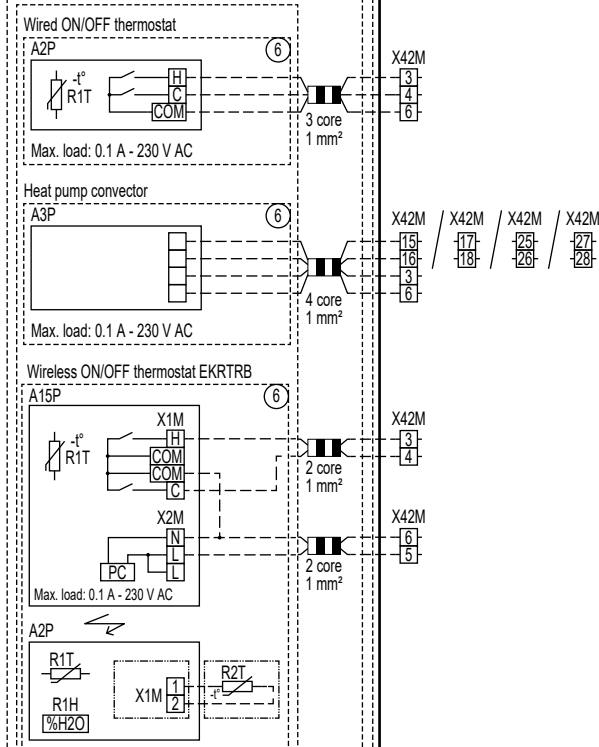 Wired ON/OFF thermostat
A2P
6
-t°
R1T
H
C
COM
Max. load: 0.1 A - 230 V AC
3 core
1 mm²
X42M
3
4
6
Heat pump convector
A3P
6
Max. load: 0.1 A - 230 V AC
4 core
1 mm²
X42M / X42M / X42M / X42M
15 17 25 27
16 18 26 28
3
6
Wireless ON/OFF thermostat EKRTRB
A15P
6
X1M
-t°
R1T
H
COM
COM
C
X2M
N
L
L
PC
Max. load: 0.1 A - 230 V AC
2 core
1 mm²
X42M
3
4
2 core
1 mm²
X42M
6
5
A2P
R1T
R1H
%H2O
X1M
1
2
R2T
-t°